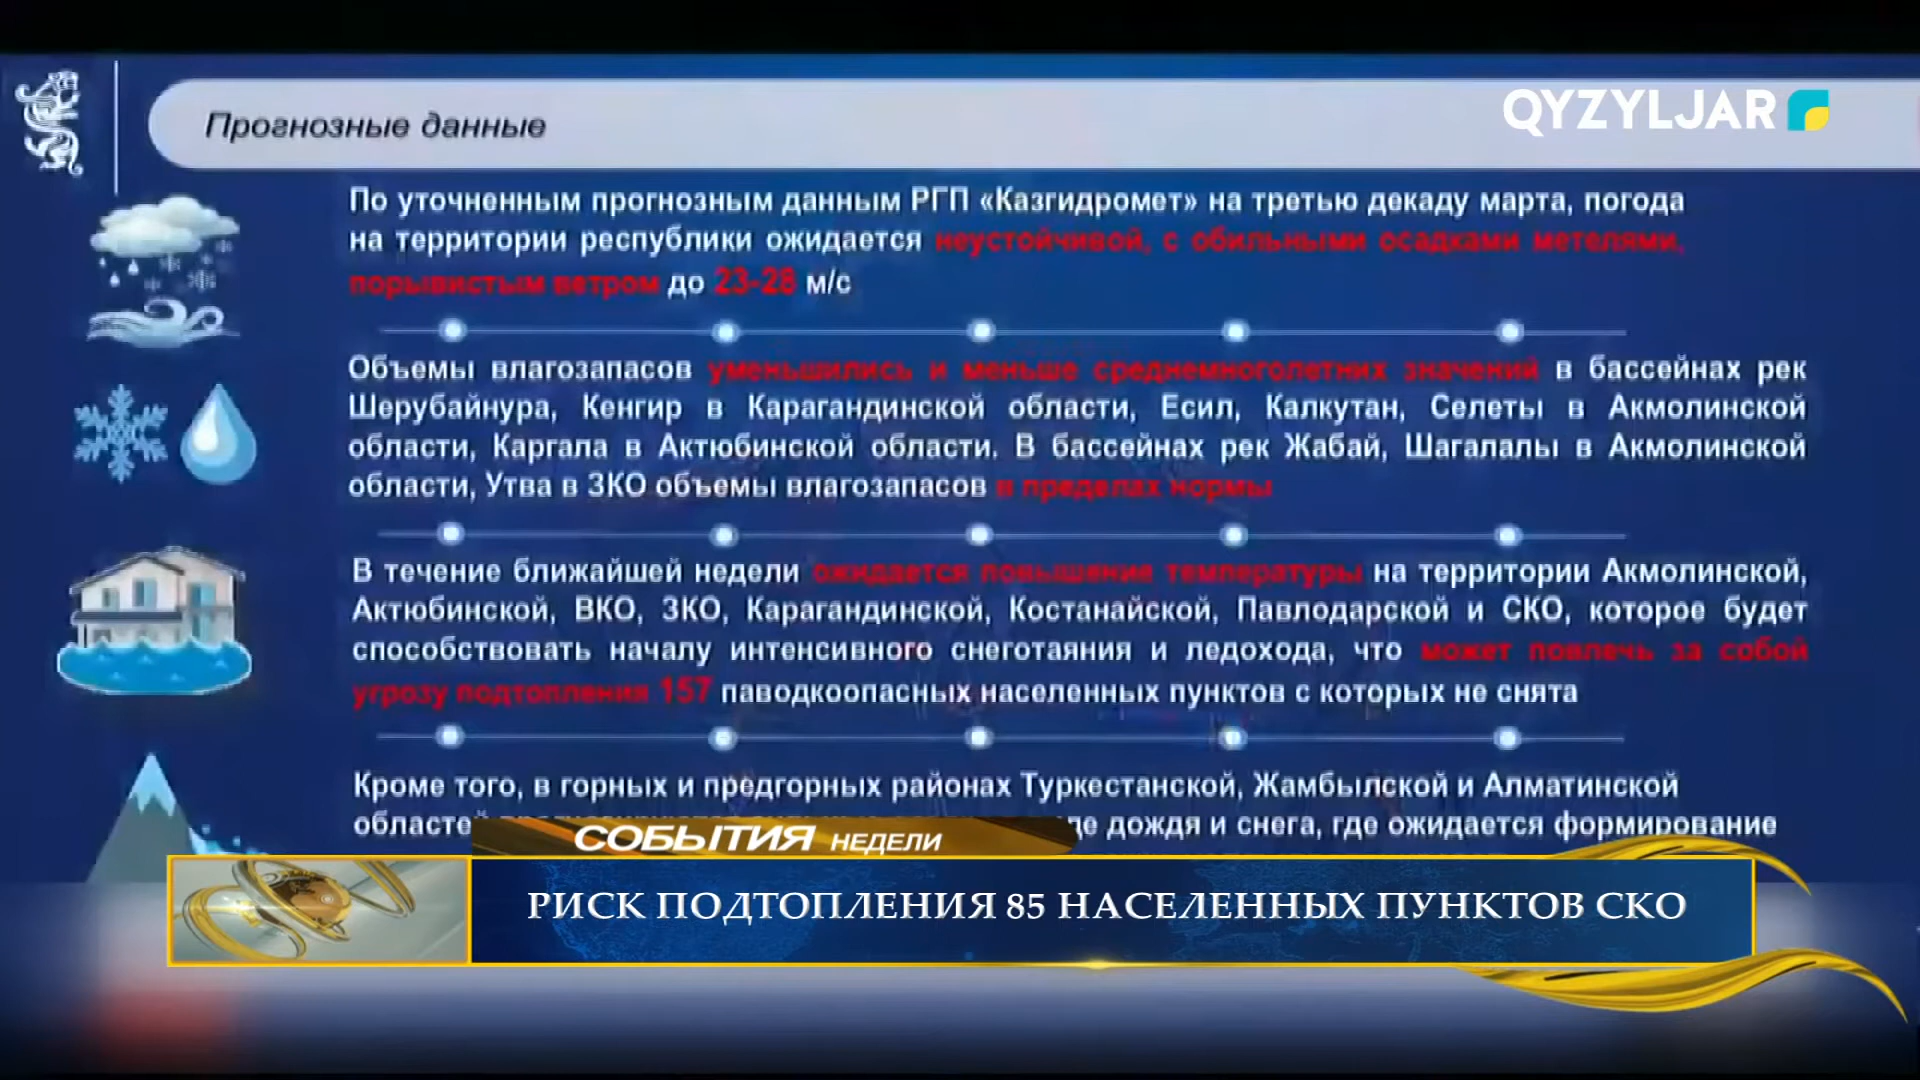 Прогнозные данные
QYZYLJAR
По уточненным прогнозным данным РГП «Казгидромет» на третью декаду марта, погода
на территории республики ожидается неустойчивой, с обильными осадками метелями,
порывистым ветром до 23-28 м/с
Объемы влагозапасов уменьшились и меньше среднемноголетних значений в бассейнах рек
Шерубайнура, Кенгир в Карагандинской области, Есил, Калкутан, Селеты в Акмолинской
области, Каргала в Актюбинской области. В бассейнах рек Жабай, Шагалалы в Акмолинской
области, Утва в ЗКО объемы влагозапасов в пределах нормы
В течение ближайшей недели ожидается повышение температуры на территории Акмолинской,
Актюбинской, ВКО, ЗКО, Карагандинской, Костанайской, Павлодарской и СКО, которое будет
способствовать началу интенсивного снеготаяния и ледохода, что может повлечь за собой
угрозу подтопления 157 паводкоопасных населенных пунктов с которых не снята
Кроме того, в горных и предгорных районах Туркестанской, Жамбылской и Алматинской
областей дождя и снега, где ожидается формирование
СОБЫТИЯ НЕДЕЛИ
РИСК ПОДТОПЛЕНИЯ 85 НАСЕЛЕННЫХ ПУНКТОВ СКО